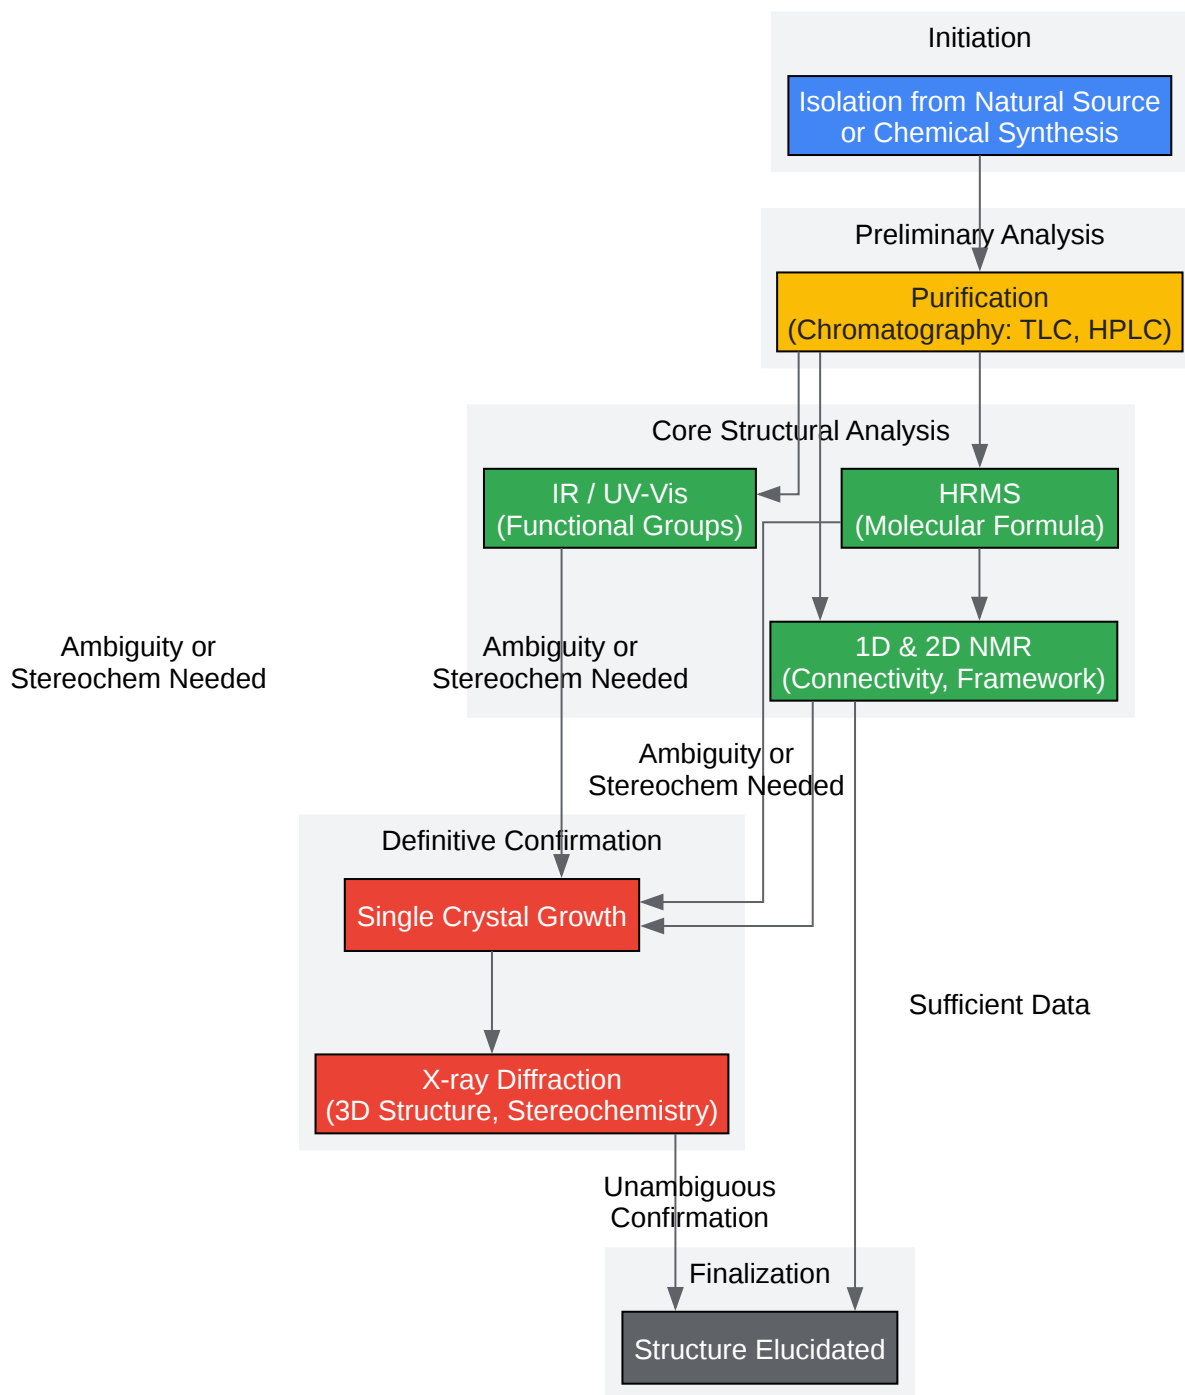 Initiation
Isolation from Natural Source
or Chemical Synthesis
Preliminary Analysis
Purification
(Chromatography: TLC, HPLC)
Core Structural Analysis
IR / UV-Vis
(Functional Groups)
HRMS
(Molecular Formula)
Ambiguity or
Stereochem Needed
Ambiguity or
Stereochem Needed
1D & 2D NMR
(Connectivity, Framework)
Ambiguity or
Stereochem Needed
Definitive Confirmation
Single Crystal Growth
Sufficient Data
X-ray Diffraction
(3D Structure, Stereochemistry)
Unambiguous
Confirmation
Finalization
Structure Elucidated